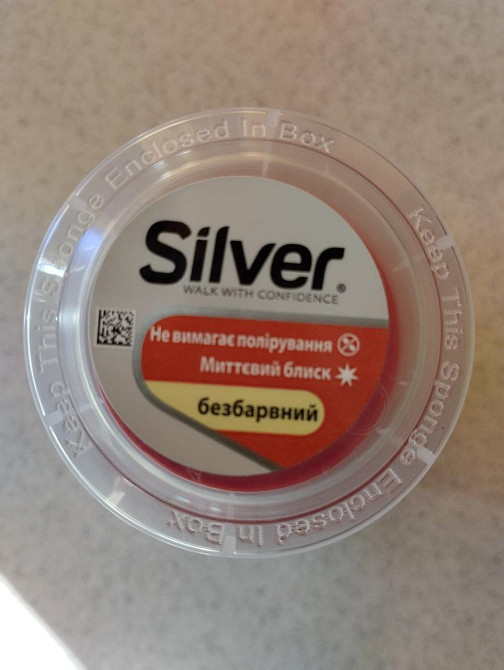 Silver®
WALK WITH CONFIDENCE
Не вимагає полірування
Миттєвий блиск
безбарвний
Keep This Sponge Enclosed In Box
Keep This Sponge Enclosed In Box